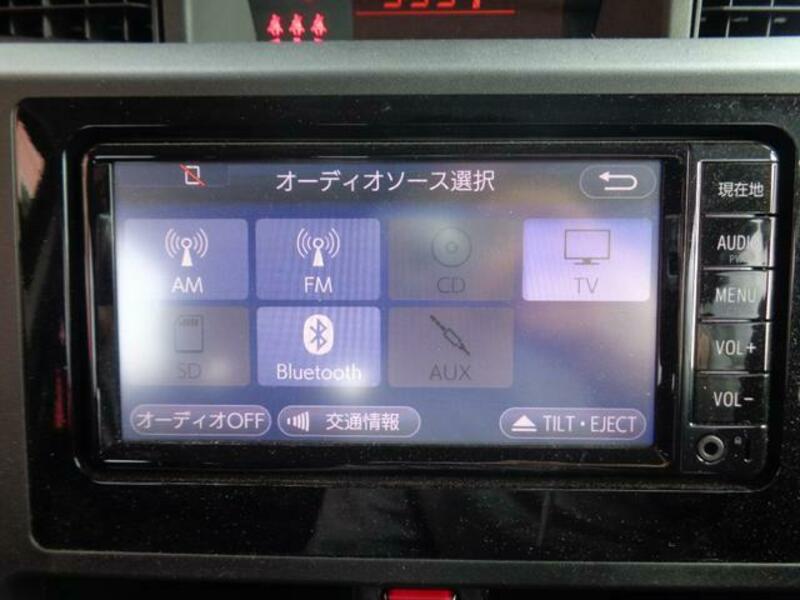 オーディオソース選択
AM FM CD TV
SD Bluetooth AUX
オーディオOFF 交通情報 TILT・EJECT
現在地
AUDIO
MENU
VOL+
VOL-